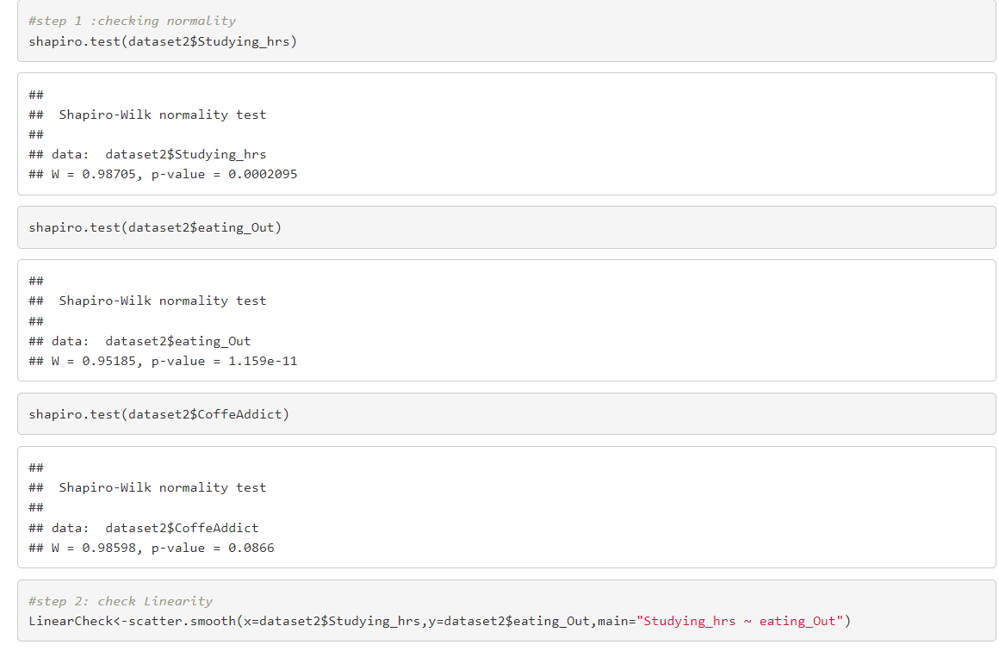 #step 1 :checking normality
shapiro.test(dataset2$Studying_hrs)
##
##  Shapiro-Wilk normality test
##
## data:  dataset2$Studying_hrs
## W = 0.98705, p-value = 0.0002095
shapiro.test(dataset2$eating_Out)
##
##  Shapiro-Wilk normality test
##
## data:  dataset2$eating_Out
## W = 0.95185, p-value = 1.159e-11
shapiro.test(dataset2$CoffeAddict)
##
##  Shapiro-Wilk normality test
##
## data:  dataset2$CoffeAddict
## W = 0.98598, p-value = 0.0866
#step 2: check Linearity
LinearCheck<-scatter.smooth(x=dataset2$Studying_hrs,y=dataset2$eating_Out,main="Studying_hrs ~ eating_Out")